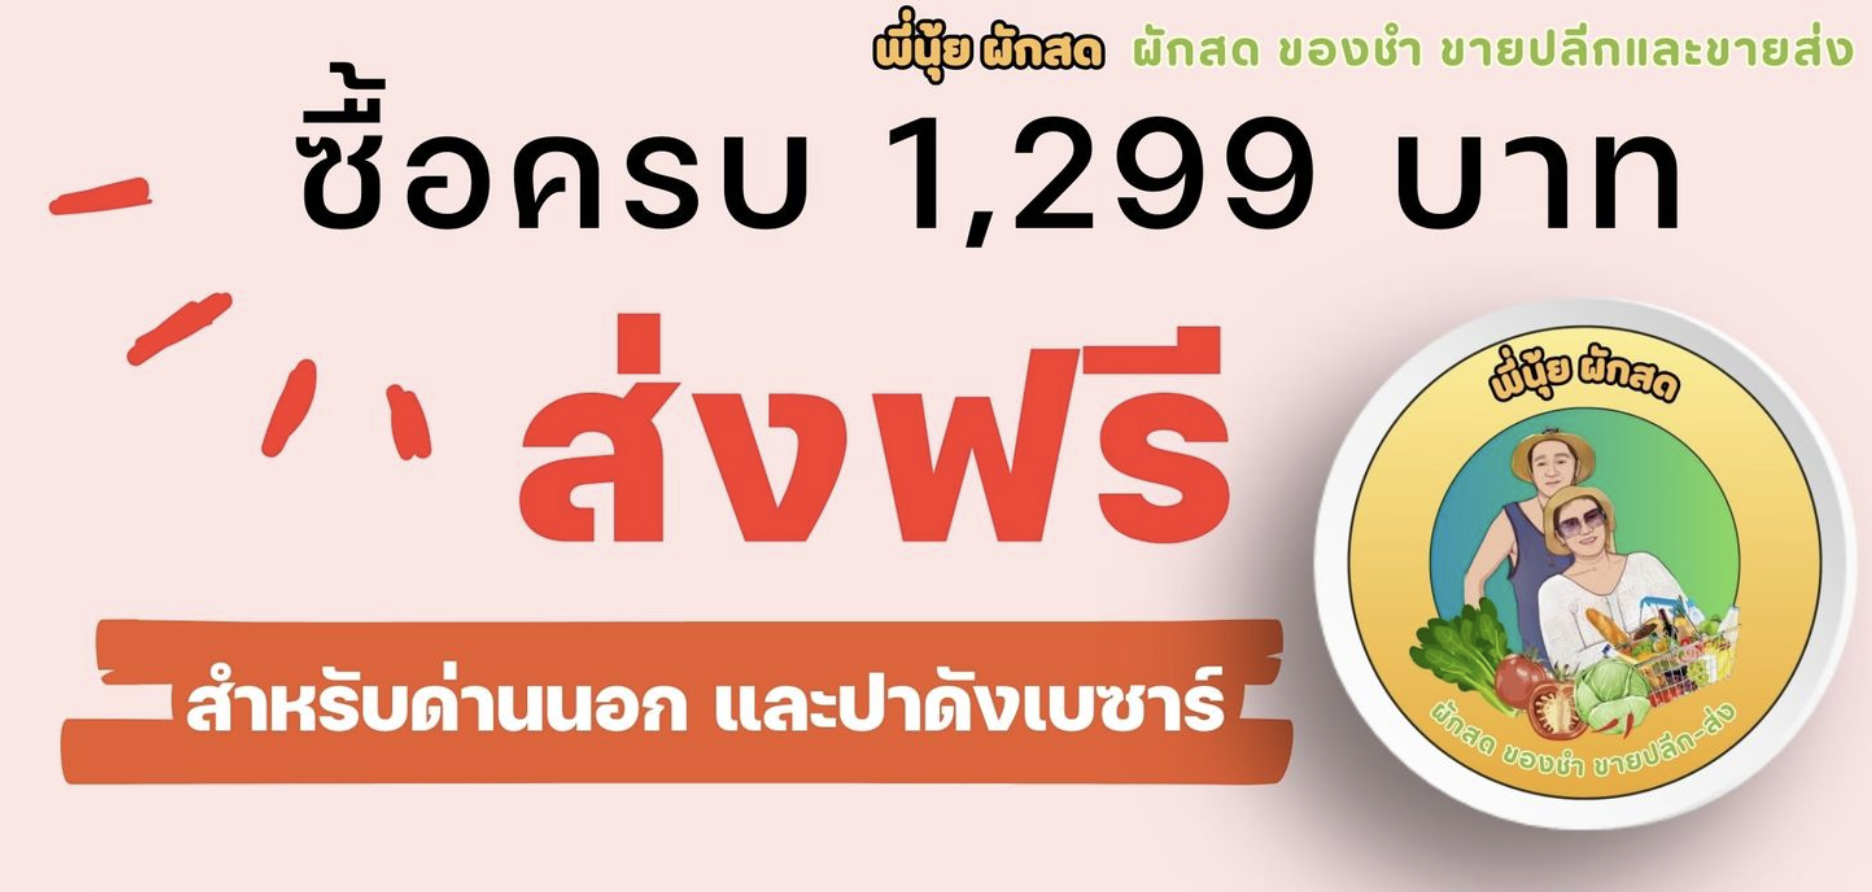 พี่นุ้ย ผักสด ผักสด ของชำ ขายปลีกและขายส่ง
ซื้อครบ 1,299 บาท
ส่งฟรี
สำหรับด่านนอก และปาดังเบซาร์
พี่นุ้ย ผักสด
ผักสด ของชำ ขายปลีก-ส่ง